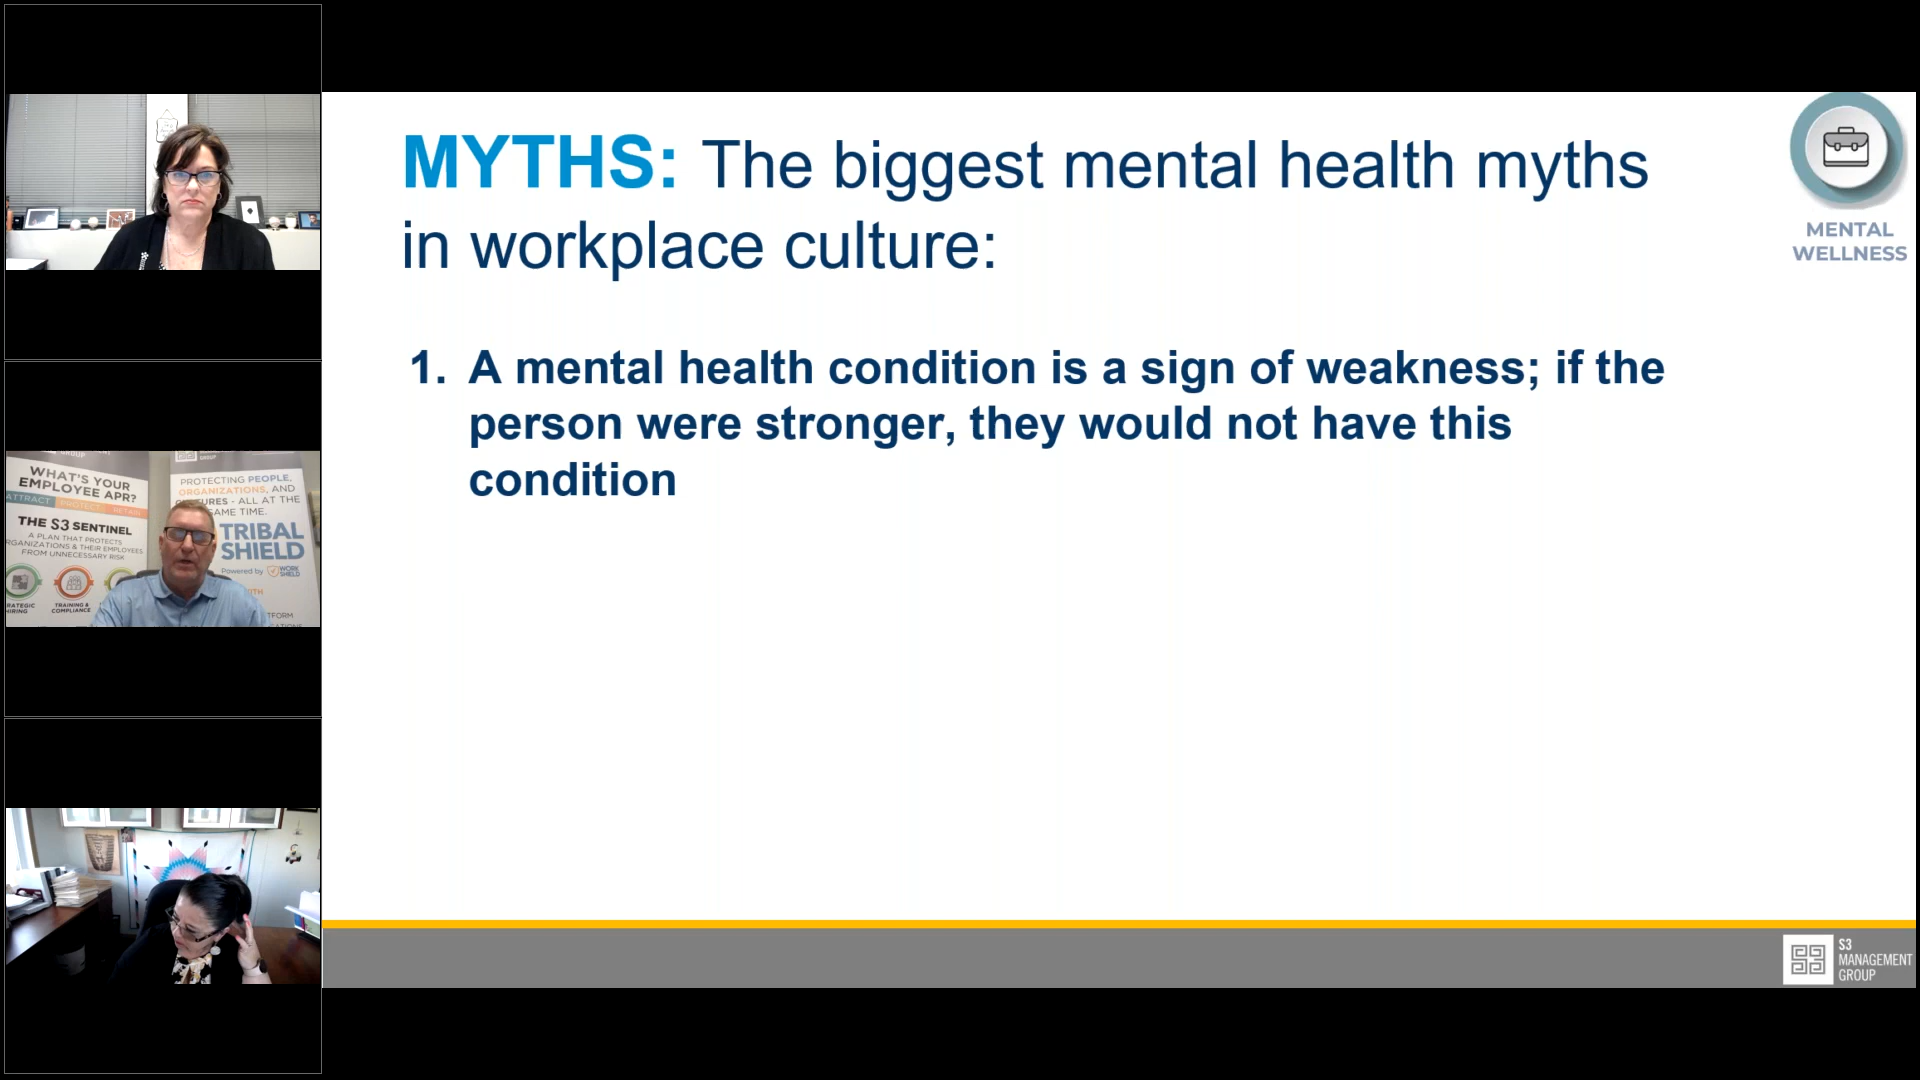 MYTHS: The biggest mental health myths
in workplace culture:
1. A mental health condition is a sign of weakness; if the
person were stronger, they would not have this
condition
MENTAL
WELLNESS
S3
MANAGEMENT
GROUP
GROUP
WHAT'S YOUR
EMPLOYEE APR?
ATTRACT PROTECT RETAIN
THE S3 SENTINEL
A PLAN THAT PROTECTS
ORGANIZATIONS & THEIR EMPLOYEES
FROM UNNECESSARY RISK
TRAINING &
COMPLIANCE
GROUP
PROTECTING PEOPLE,
ORGANIZATIONS, AND
- ALL AT THE
SAME TIME.
TRIBAL
SHIELD
Powered by WORK
SHIELD